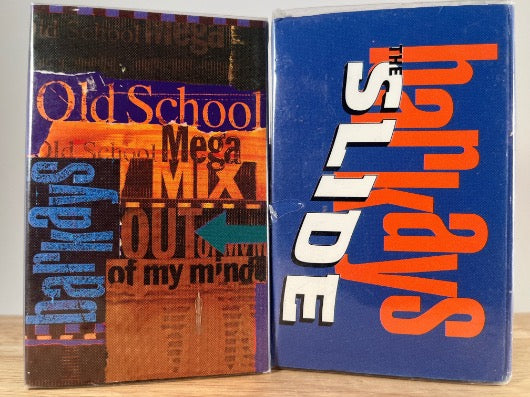 Old School Mega
Old School
Old School Mega
MIX
barkays
OUT
of my mind
THE
SLIDE
barkays